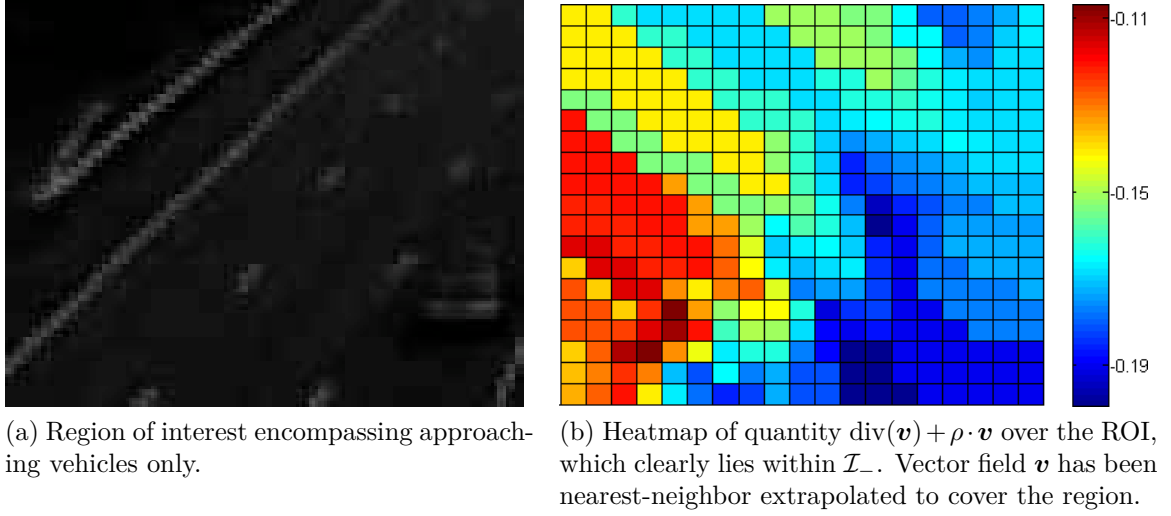 -0.11
-0.15
-0.19
(a) Region of interest encompassing approach-
ing vehicles only.
(b) Heatmap of quantity div(v) + ρ · v over the ROI,
which clearly lies within I−. Vector field v has been
nearest-neighbor extrapolated to cover the region.